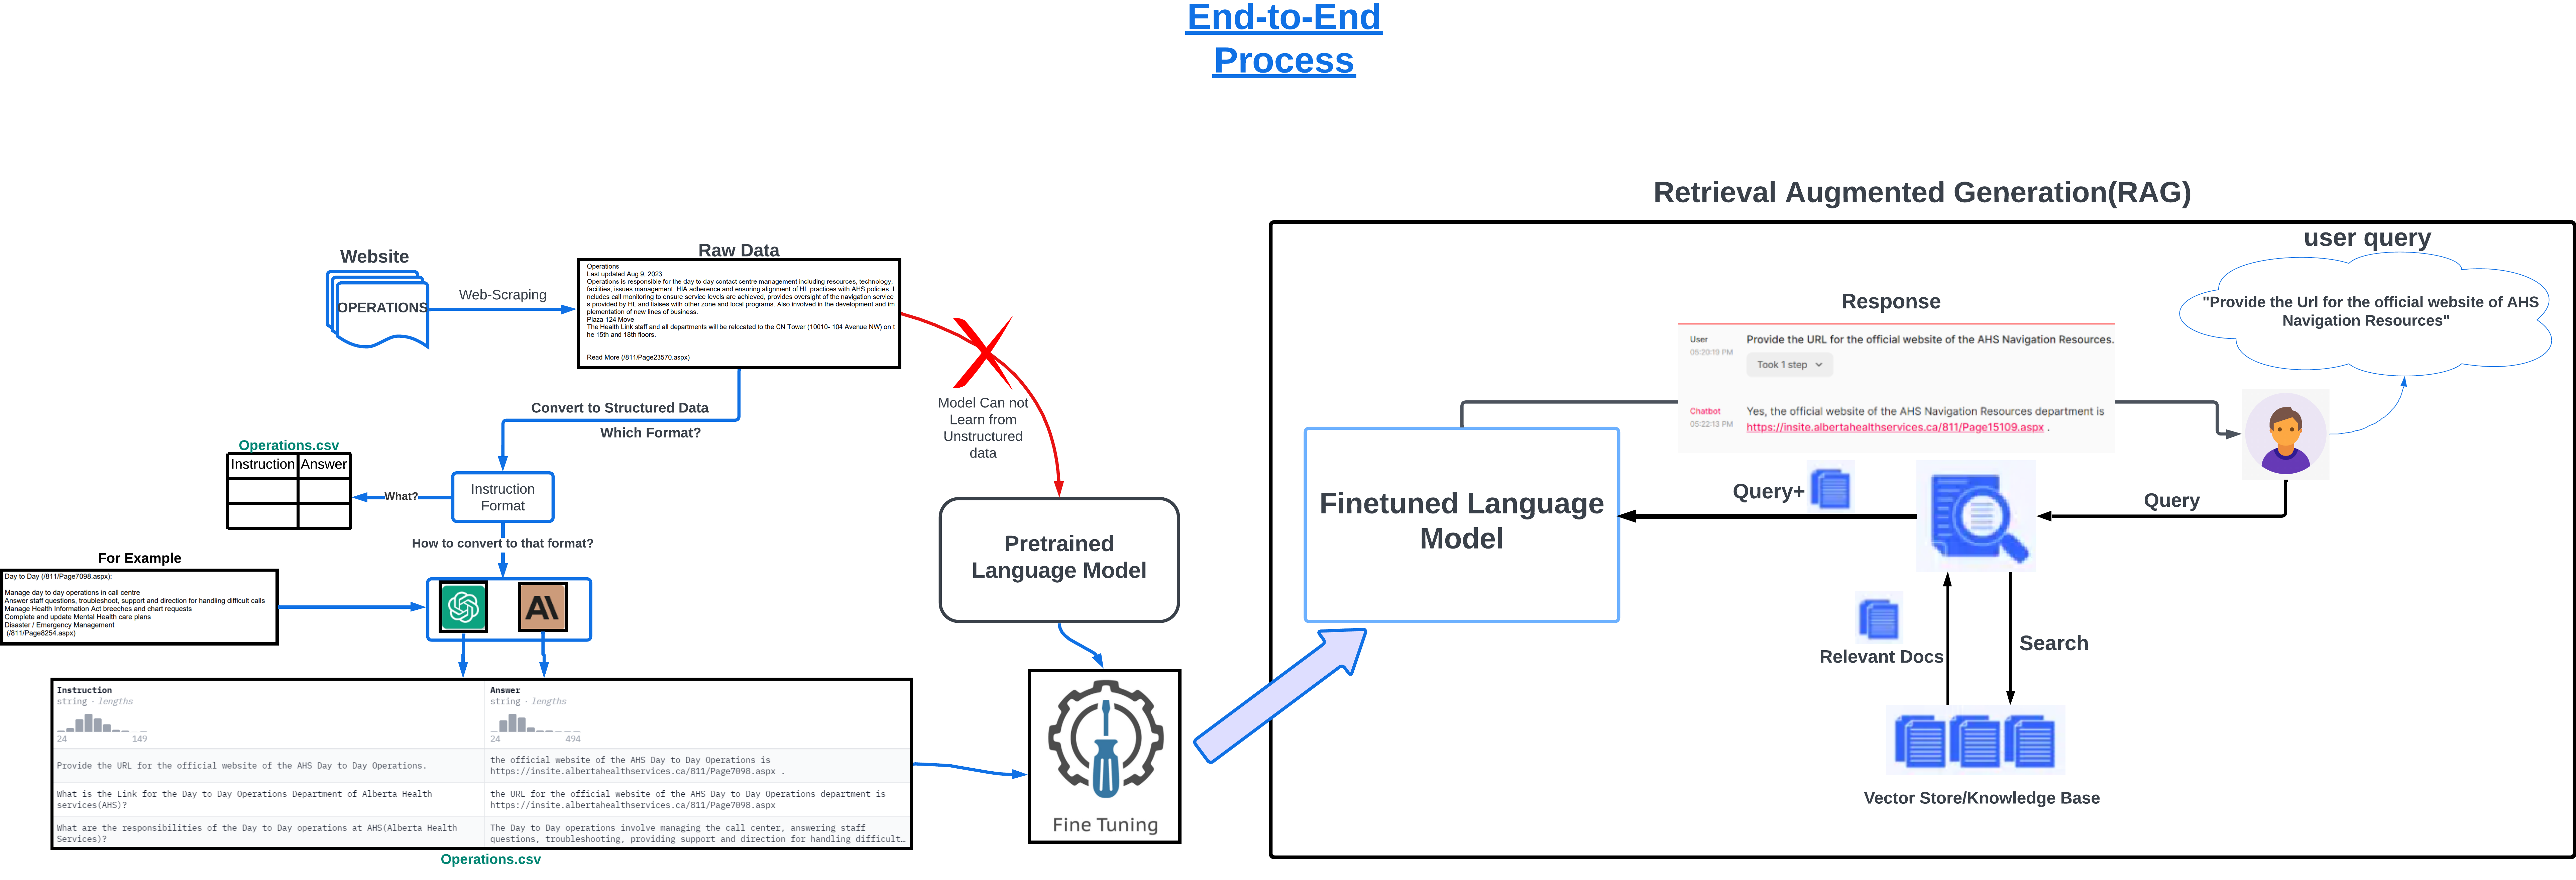 End-to-End
Process
Retrieval Augmented Generation(RAG)
Website
OPERATIONS
Web-Scraping
Raw Data
Operations
Last updated Aug 9, 2023
Operations is responsible for the day to day contact centre management including resources, technology,
facilities, issues management, HIA adherence and ensuring alignment of HL practices with AHS policies. I
ncludes call monitoring to ensure service levels are achieved, provides oversight of the navigation service
s provided by HL and liaises with other zone and local programs. Also involved in the development and im
plementation of new lines of business.
Plaza 124 Move
The Health Link staff and all departments will be relocated to the CN Tower (10010- 104 Avenue NW) on t
he 15th and 18th floors.
Read More (/811/Page23570.aspx)
Model Can not
Learn from
Unstructured
data
Convert to Structured Data
Which Format?
Operations.csv
Instruction Answer
What?
Instruction
Format
How to convert to that format?
For Example
Day to Day (/811/Page7098.aspx):
Manage day to day operations in call centre
Answer staff questions, troubleshoot, support and direction for handling difficult calls
Manage Health Information Act breeches and chart requests
Complete and update Mental Health care plans
Disaster / Emergency Management
(/811/Page8254.aspx)
Instruction
string · lengths
24 149
Answer
string · lengths
24 494
Provide the URL for the official website of the AHS Day to Day Operations.
the official website of the AHS Day to Day Operations is
https://insite.albertahealthservices.ca/811/Page7098.aspx .
What is the Link for the Day to Day Operations Department of Alberta Health
services(AHS)?
the URL for the official website of the AHS Day to Day Operations department is
https://insite.albertahealthservices.ca/811/Page7098.aspx
What are the responsibilities of the Day to Day operations at AHS(Alberta Health
Services)?
The Day to Day operations involve managing the call center, answering staff
questions, troubleshooting, providing support and direction for handling difficult…
Operations.csv
Pretrained
Language Model
Fine Tuning
Finetuned Language
Model
Response
User
05:20:19 PM
Provide the URL for the official website of the AHS Navigation Resources.
Took 1 step
Chatbot
05:22:13 PM
Yes, the official website of the AHS Navigation Resources department is
https://insite.albertahealthservices.ca/811/Page15109.aspx .
user query
"Provide the Url for the official website of AHS
Navigation Resources"
Query+
Query
Relevant Docs
Search
Vector Store/Knowledge Base